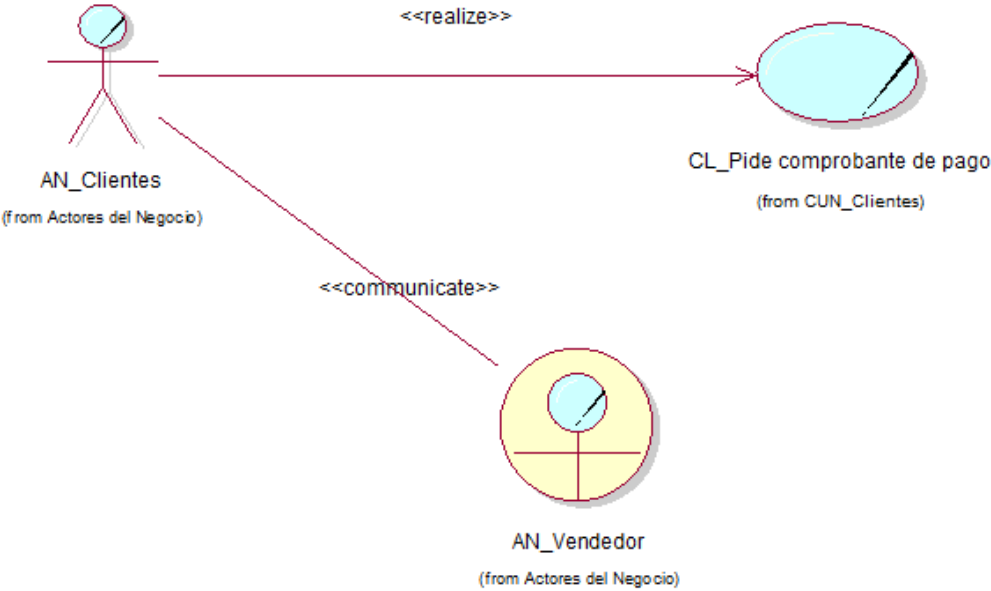 <<realize>>
AN_Clientes
(from Actores del Negocio)
CL_Pide comprobante de pago
(from CUN_Clientes)
<<communicate>>
AN_Vendedor
(from Actores del Negocio)